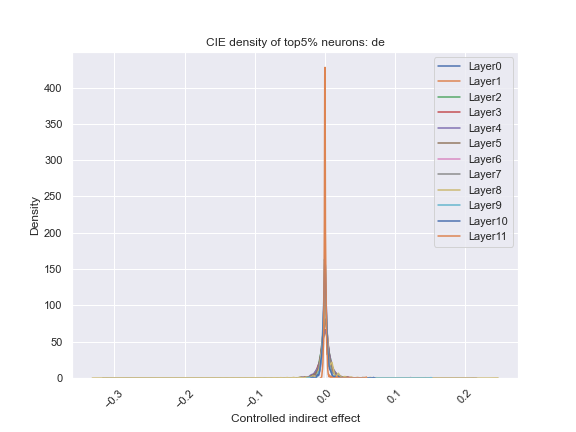 CIE density of top5% neurons: de
Density
400
350
300
250
200
150
100
50
0
−0.3
−0.2
−0.1
0.0
0.1
0.2
Controlled indirect effect
Layer0
Layer1
Layer2
Layer3
Layer4
Layer5
Layer6
Layer7
Layer8
Layer9
Layer10
Layer11